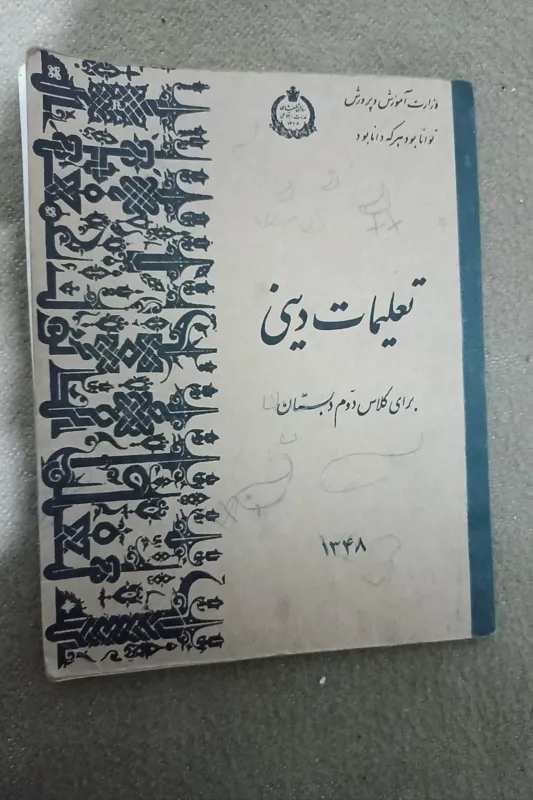 وزارت آموزش و پرورش
توانا بود هر که دانا بود
تعلیمات دینی
برای کلاس دوم دبستان
۱۳۴۸